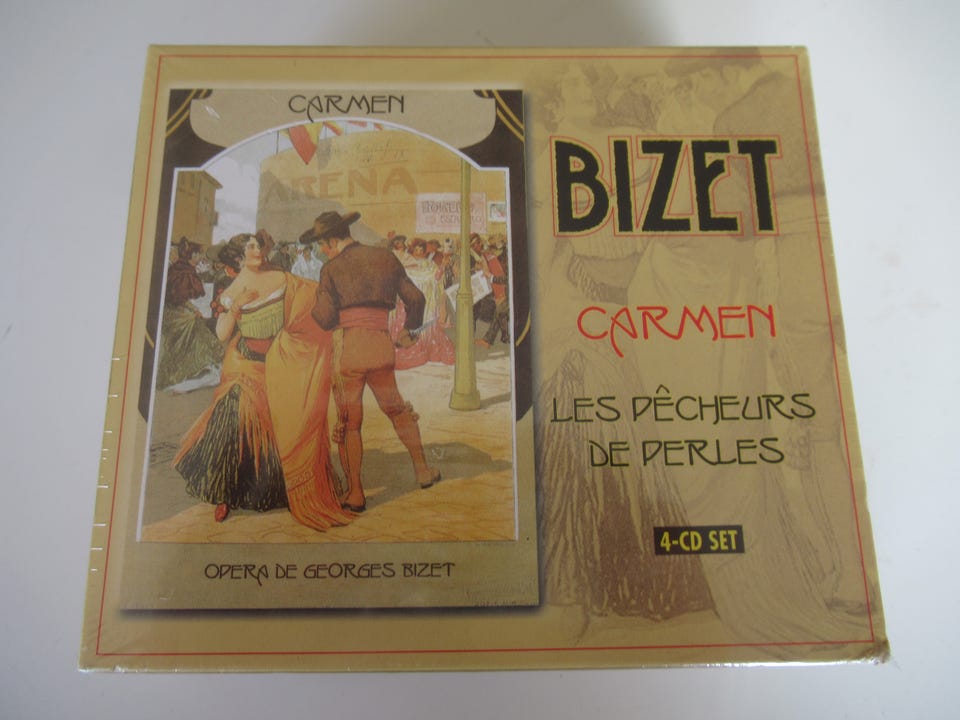 CARMEN
ARENA
OPERA DE GEORGES BIZET
BIZET
CARMEN
LES PÊCHEURS
DE PERLES
4-CD SET